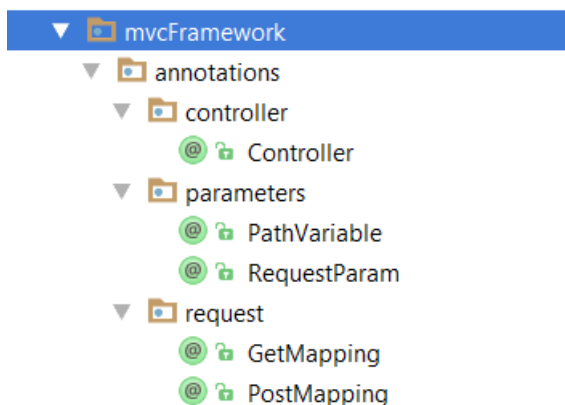 mvcFramework
annotations
controller
@ Controller
parameters
@ PathVariable
@ RequestParam
request
@ GetMapping
@ PostMapping